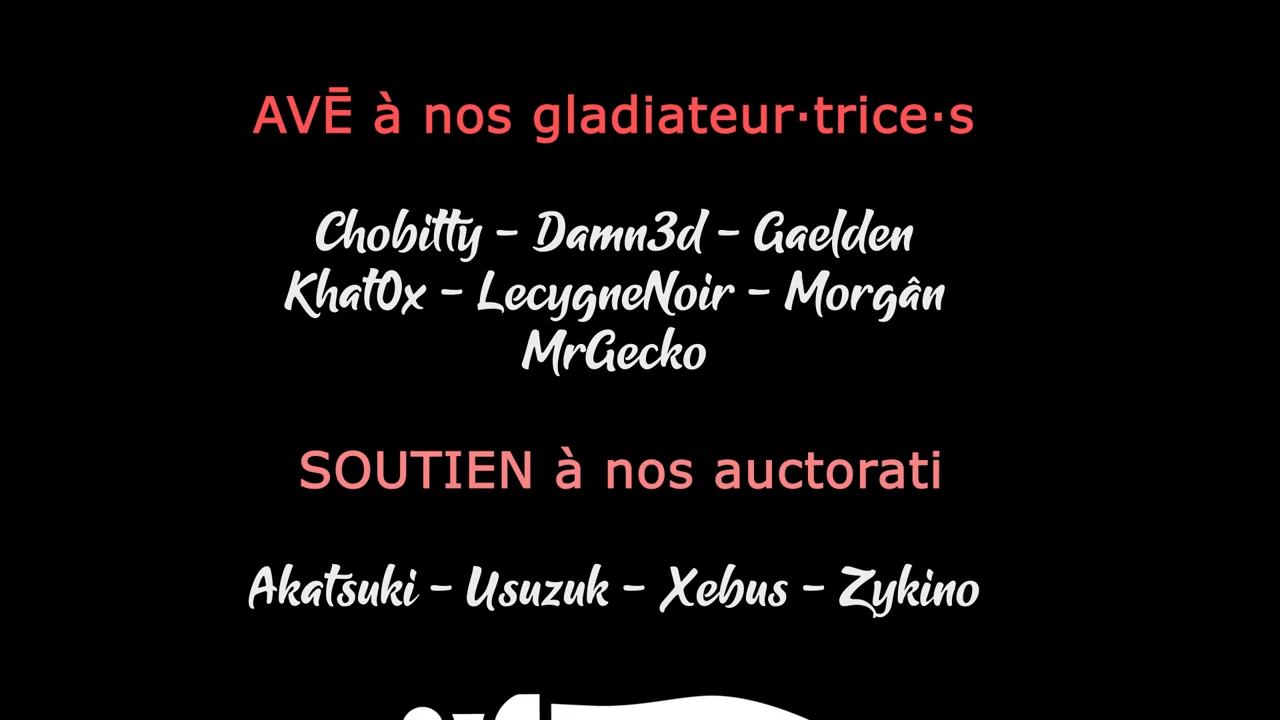 AVĒ à nos gladiateur·trice·s
Chobitty - Damn3d - Gaelden
Khat0x - LecygneNoir - Morgân
MrGecko
SOUTIEN à nos auctorati
Akatsuki - Usuzuk - Xebus - Zykino